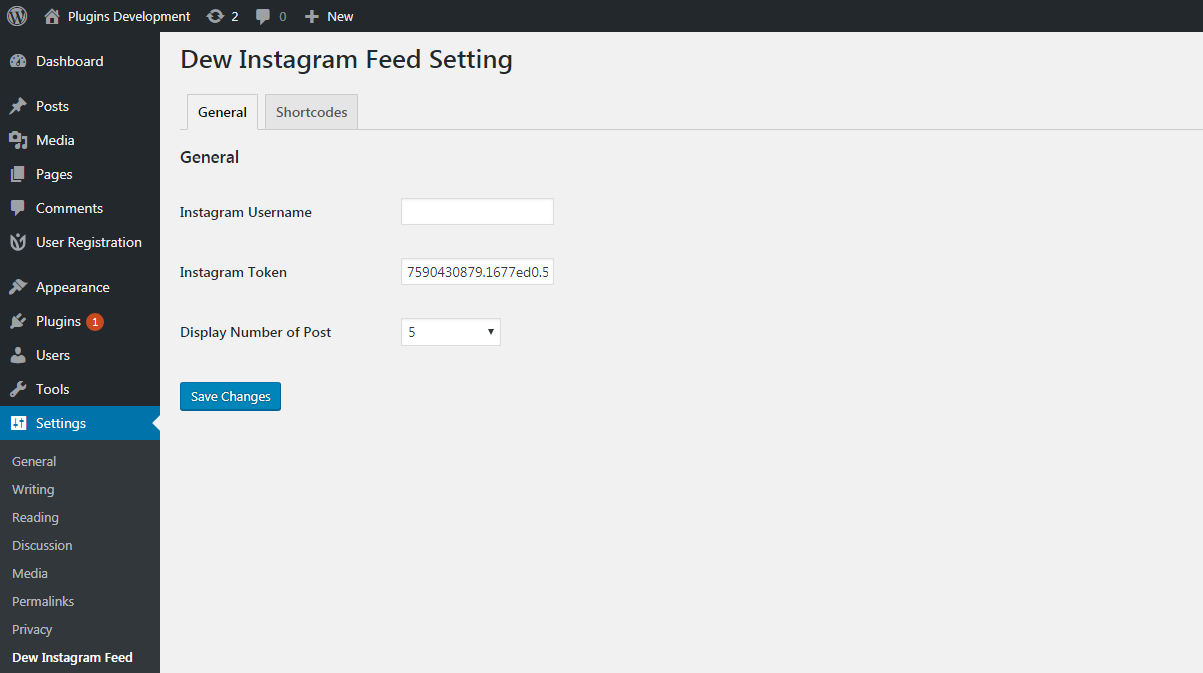 Plugins Development 2 0 New
Dashboard
Posts
Media
Pages
Comments
User Registration
Appearance
Plugins 1
Users
Tools
Settings
General
Writing
Reading
Discussion
Media
Permalinks
Privacy
Dew Instagram Feed
Dew Instagram Feed Setting
General Shortcodes
General
Instagram Username
Instagram Token 7590430879.1677ed0.5
Display Number of Post 5
Save Changes